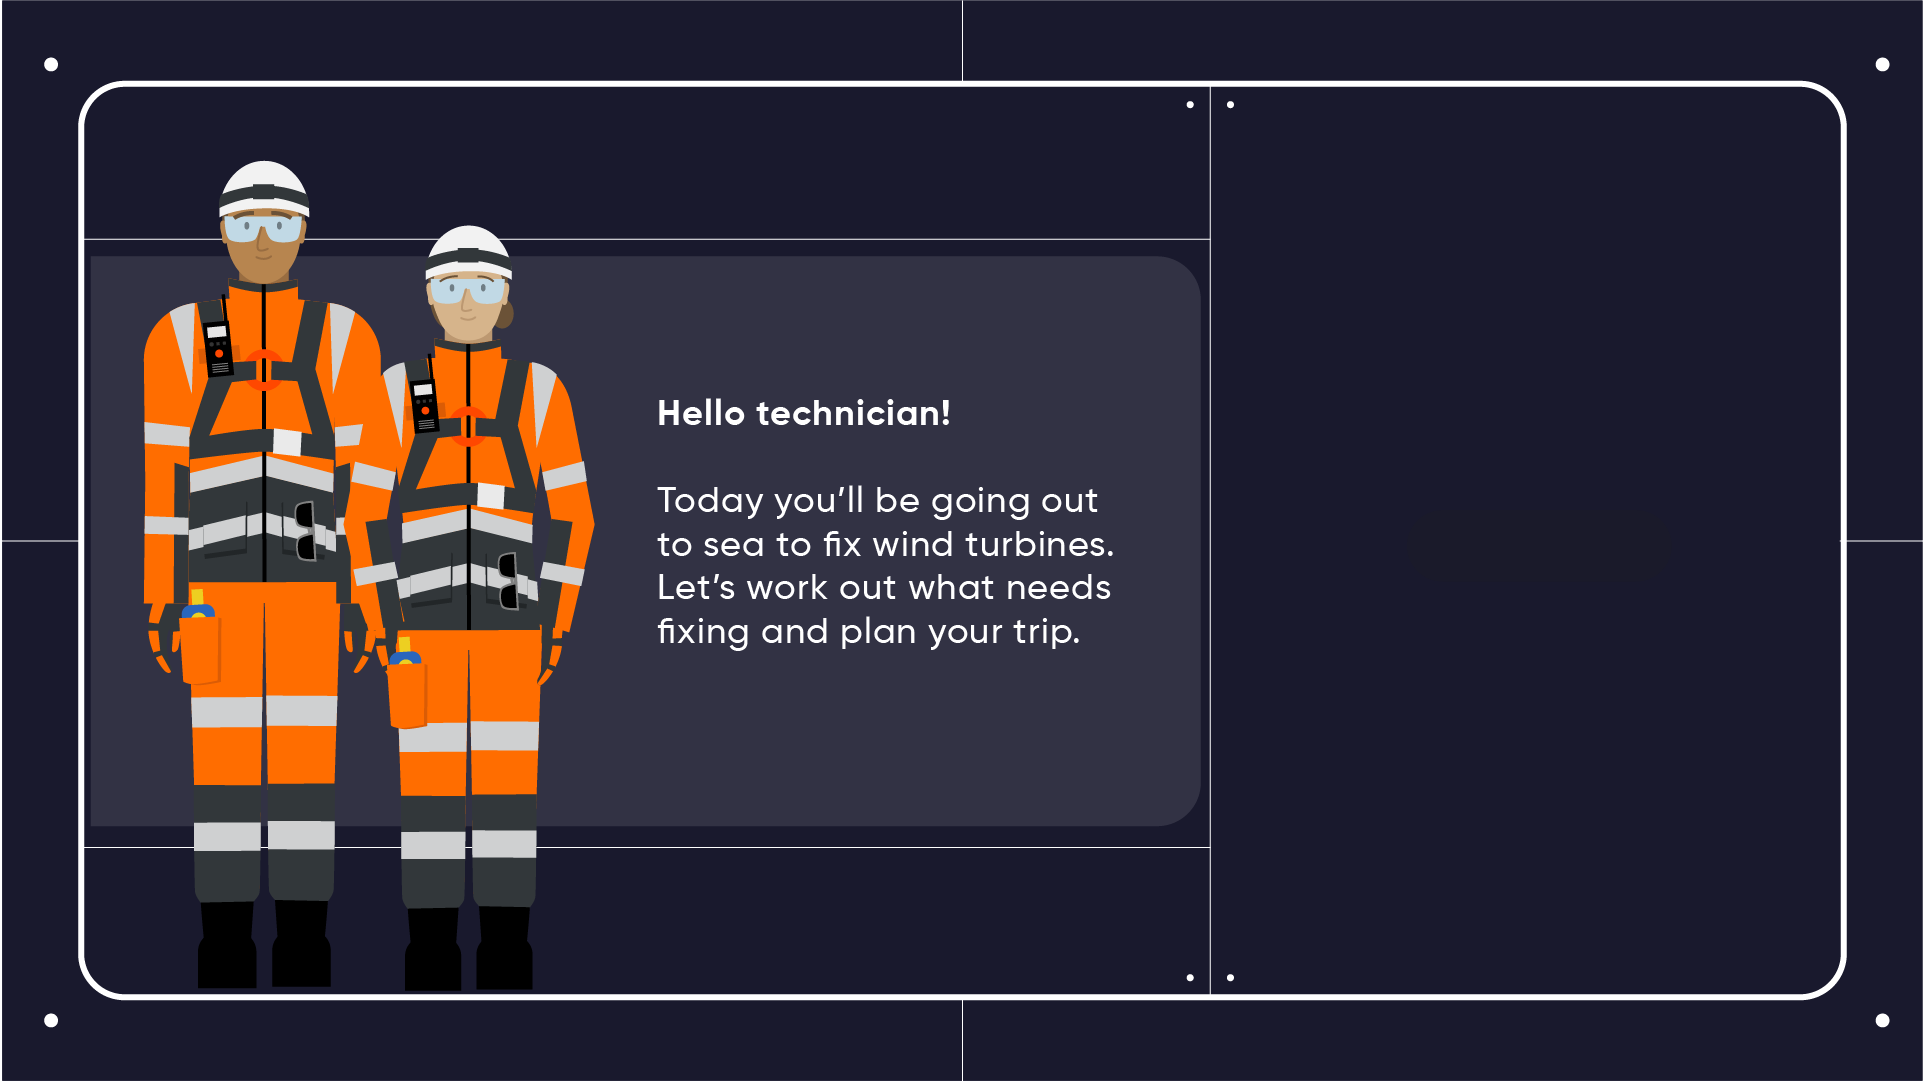 Hello technician!
Today you’ll be going out
to sea to fix wind turbines.
Let’s work out what needs
fixing and plan your trip.